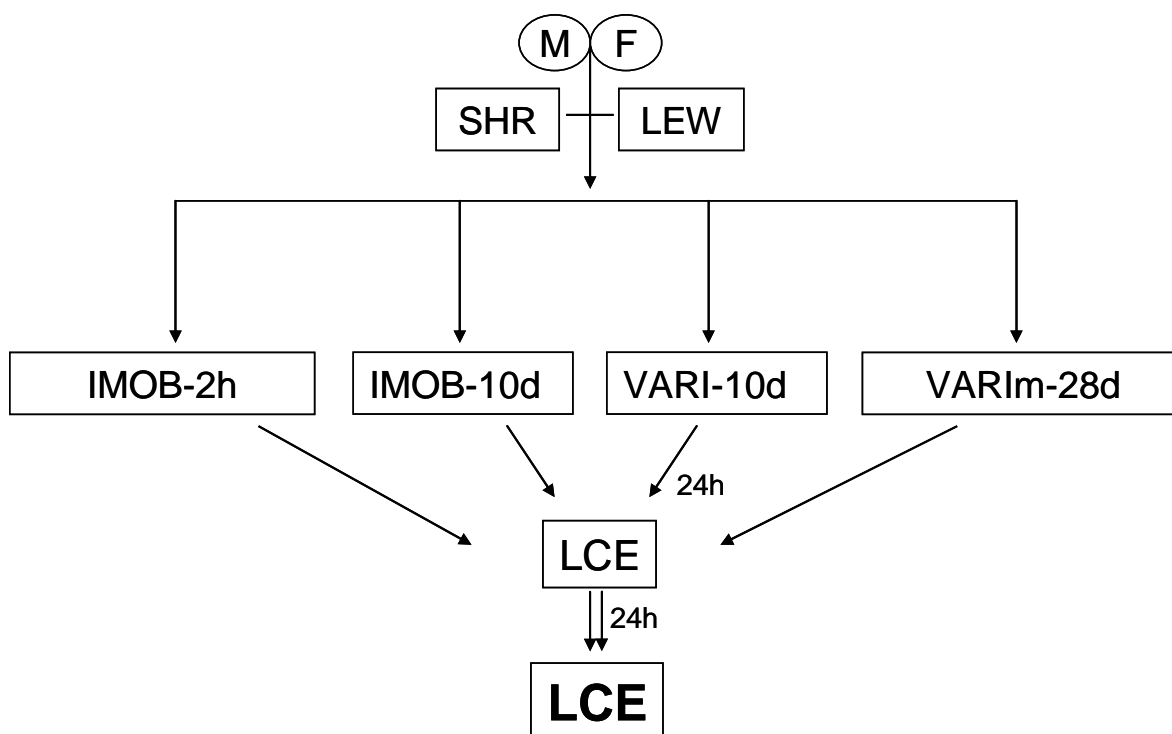 M F
SHR LEW
IMOB-2h IMOB-10d VARI-10d VARIm-28d
24h
LCE
24h
LCE